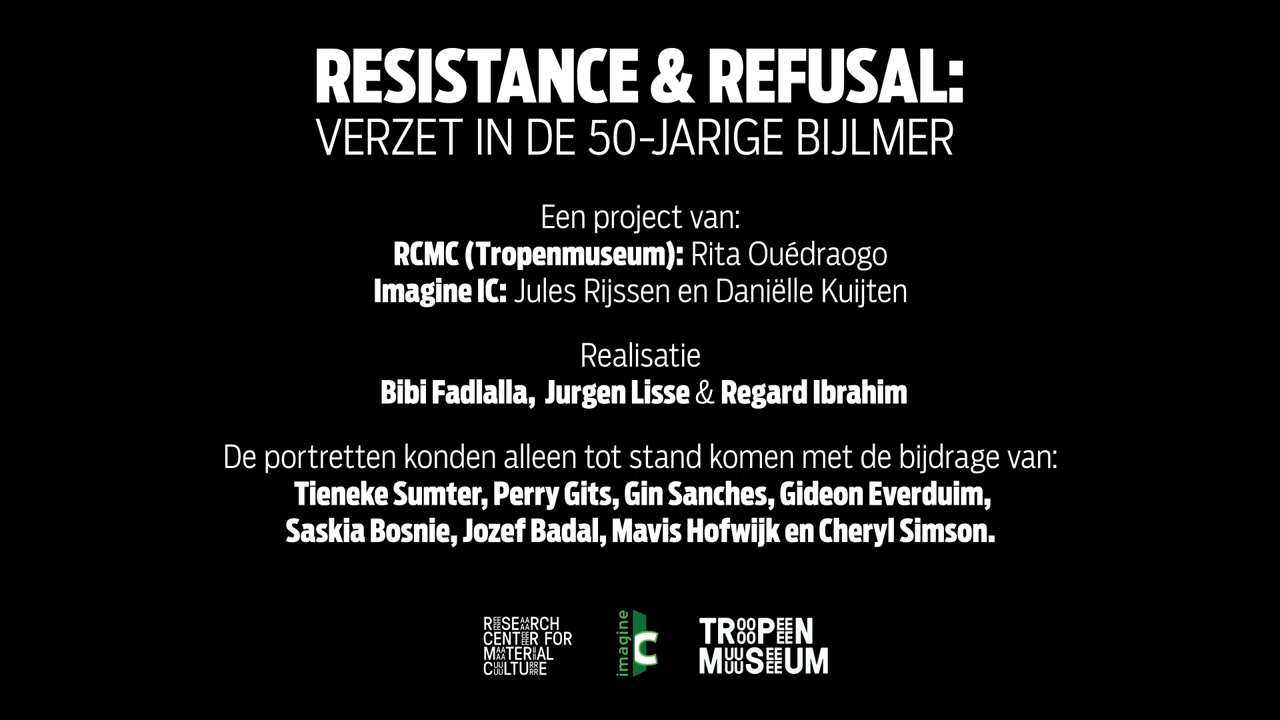 RESISTANCE & REFUSAL:
VERZET IN DE 50-JARIGE BIJLMER
Een project van:
RCMC (Tropenmuseum): Rita Ouédraogo
Imagine IC: Jules Rijssen en Daniëlle Kuijten
Realisatie
Bibi Fadlalla, Jurgen Lisse & Regard Ibrahim
De portretten konden alleen tot stand komen met de bijdrage van:
Tieneke Sumter, Perry Gits, Gin Sanches, Gideon Everduim,
Saskia Bosnie, Jozef Badal, Mavis Hofwijk en Cheryl Simson.
RESEARCH
CENTER FOR
MATERIAL
CULTURE
imagine IC
TROPEN
MUSEUM